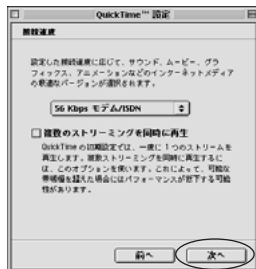 QuickTime™ 設定
接続速度
設定した接続速度に応じて、サウンド、ムービー、グラ
フィックス、アニメーションなどのインターネットメディア
の最適なバージョンが選択されます。
56 Kbps モデム/ISDN
複数のストリーミングを同時に再生
QuickTime の初期設定では、一度に 1 つのストリームを
再生します。複数ストリーミングを同時に再生するに
は、このオプションを使います。これによって、可能な
帯域幅を超えた場合にはパフォーマンスが低下する可能
性があります。
前へ
次へ